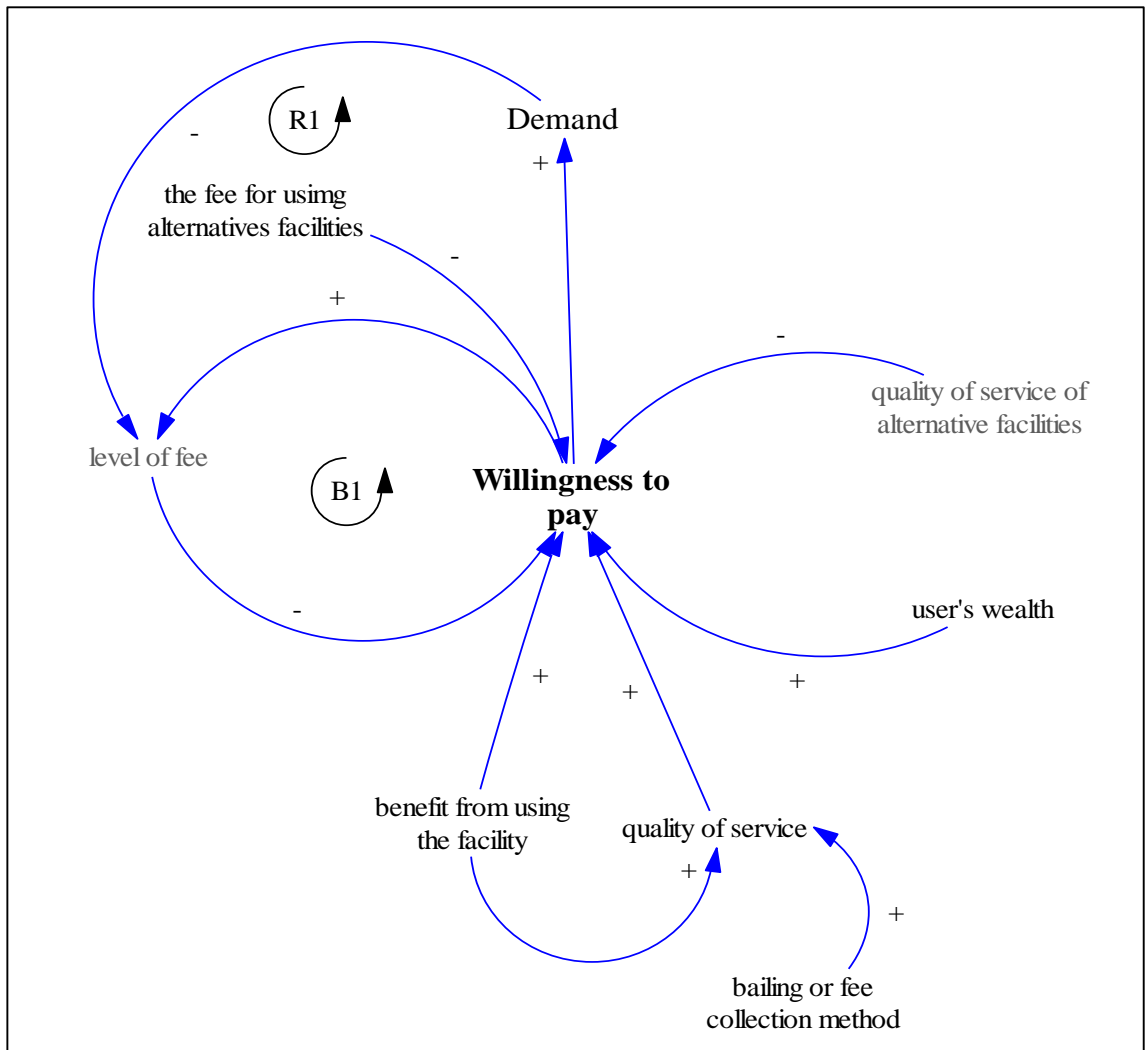 R1
Demand
-
+
the fee for usimg
alternatives facilities
-
+
-
quality of service of
alternative facilities
level of fee
B1
Willingness to
pay
-
user's wealth
+
+
+
benefit from using
the facility
quality of service
+
+
bailing or fee
collection method